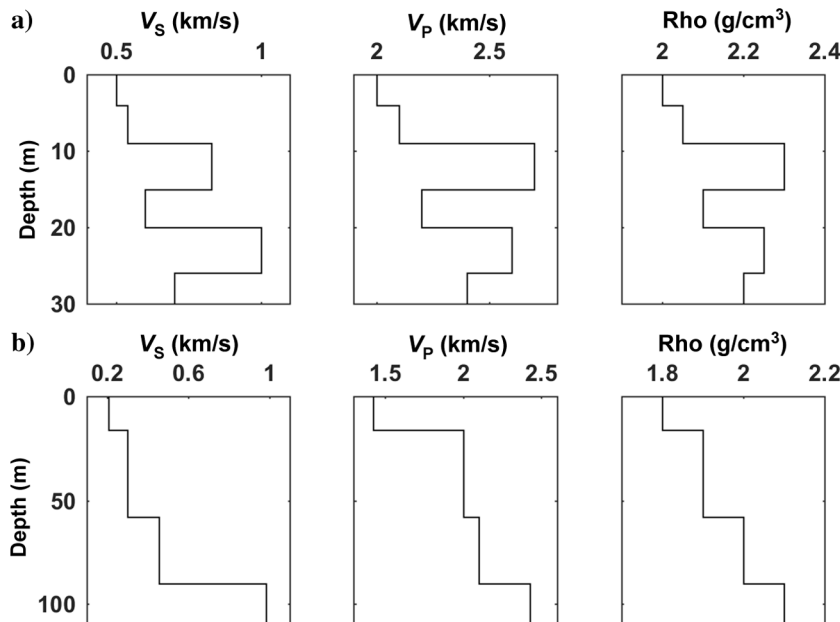 a)
V_S (km/s)
V_P (km/s)
Rho (g/cm³)
0.5 1
2 2.5
2 2.2 2.4
0
10
20
30
Depth (m)
b)
V_S (km/s)
V_P (km/s)
Rho (g/cm³)
0.2 0.6 1
1.5 2 2.5
1.8 2 2.2
0
50
100
Depth (m)